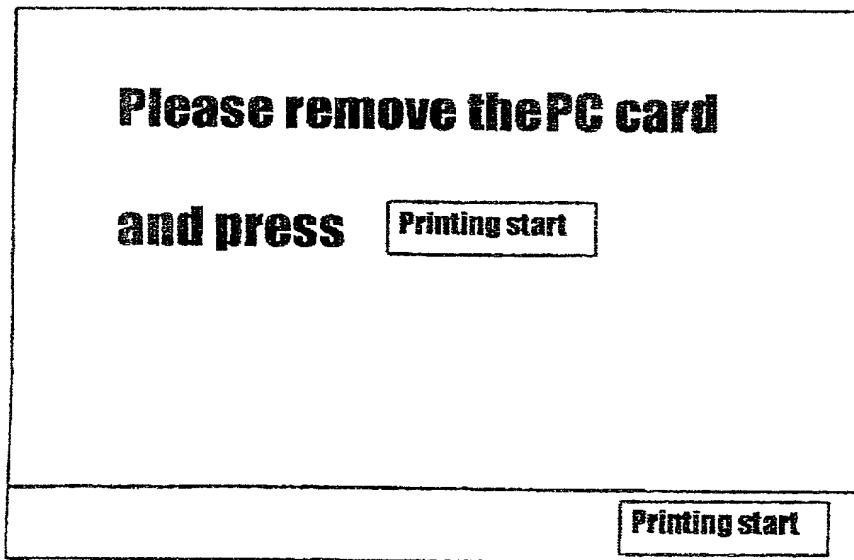 Please remove thePC card
and press Printing start
Printing start